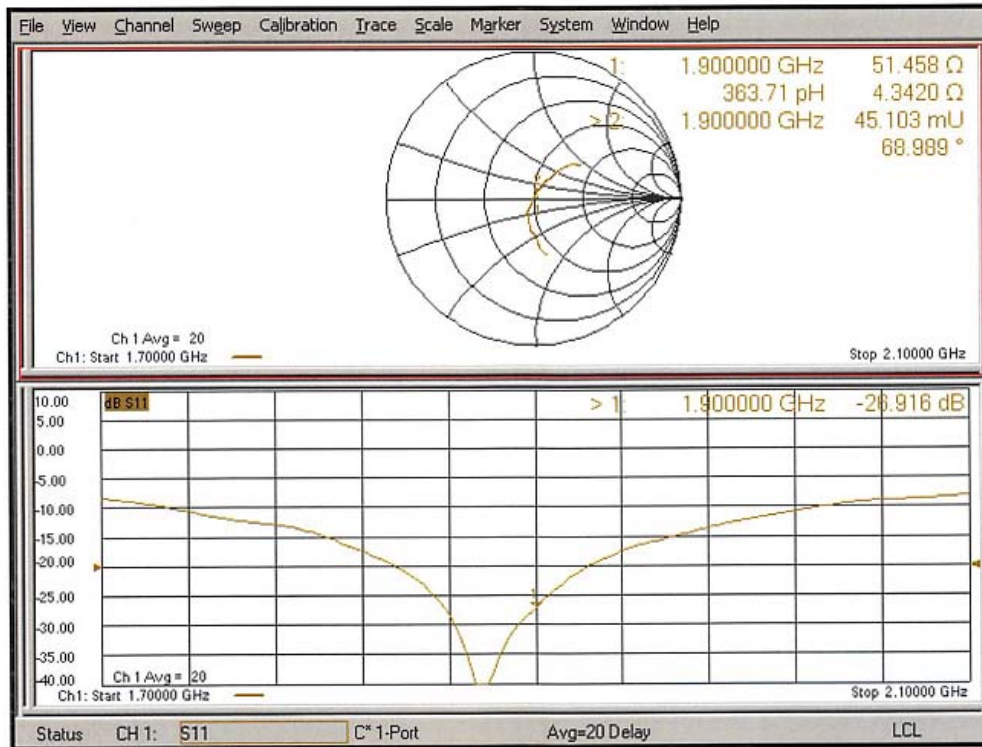 File View Channel Sweep Calibration Trace Scale Marker System Window Help
1: 1.900000 GHz 51.458 Ω
363.71 pH 4.3420 Ω
> 2: 1.900000 GHz 45.103 mU
68.989 °
Ch 1 Avg = 20
Ch1: Start 1.70000 GHz
Stop 2.10000 GHz
10.00
dB S11
> 1: 1.900000 GHz -26.916 dB
5.00
0.00
-5.00
-10.00
-15.00
-20.00
-25.00
1
-30.00
-35.00
-40.00
Ch 1 Avg = 20
Ch1: Start 1.70000 GHz
Stop 2.10000 GHz
Status CH 1: S11 C* 1-Port Avg=20 Delay LCL